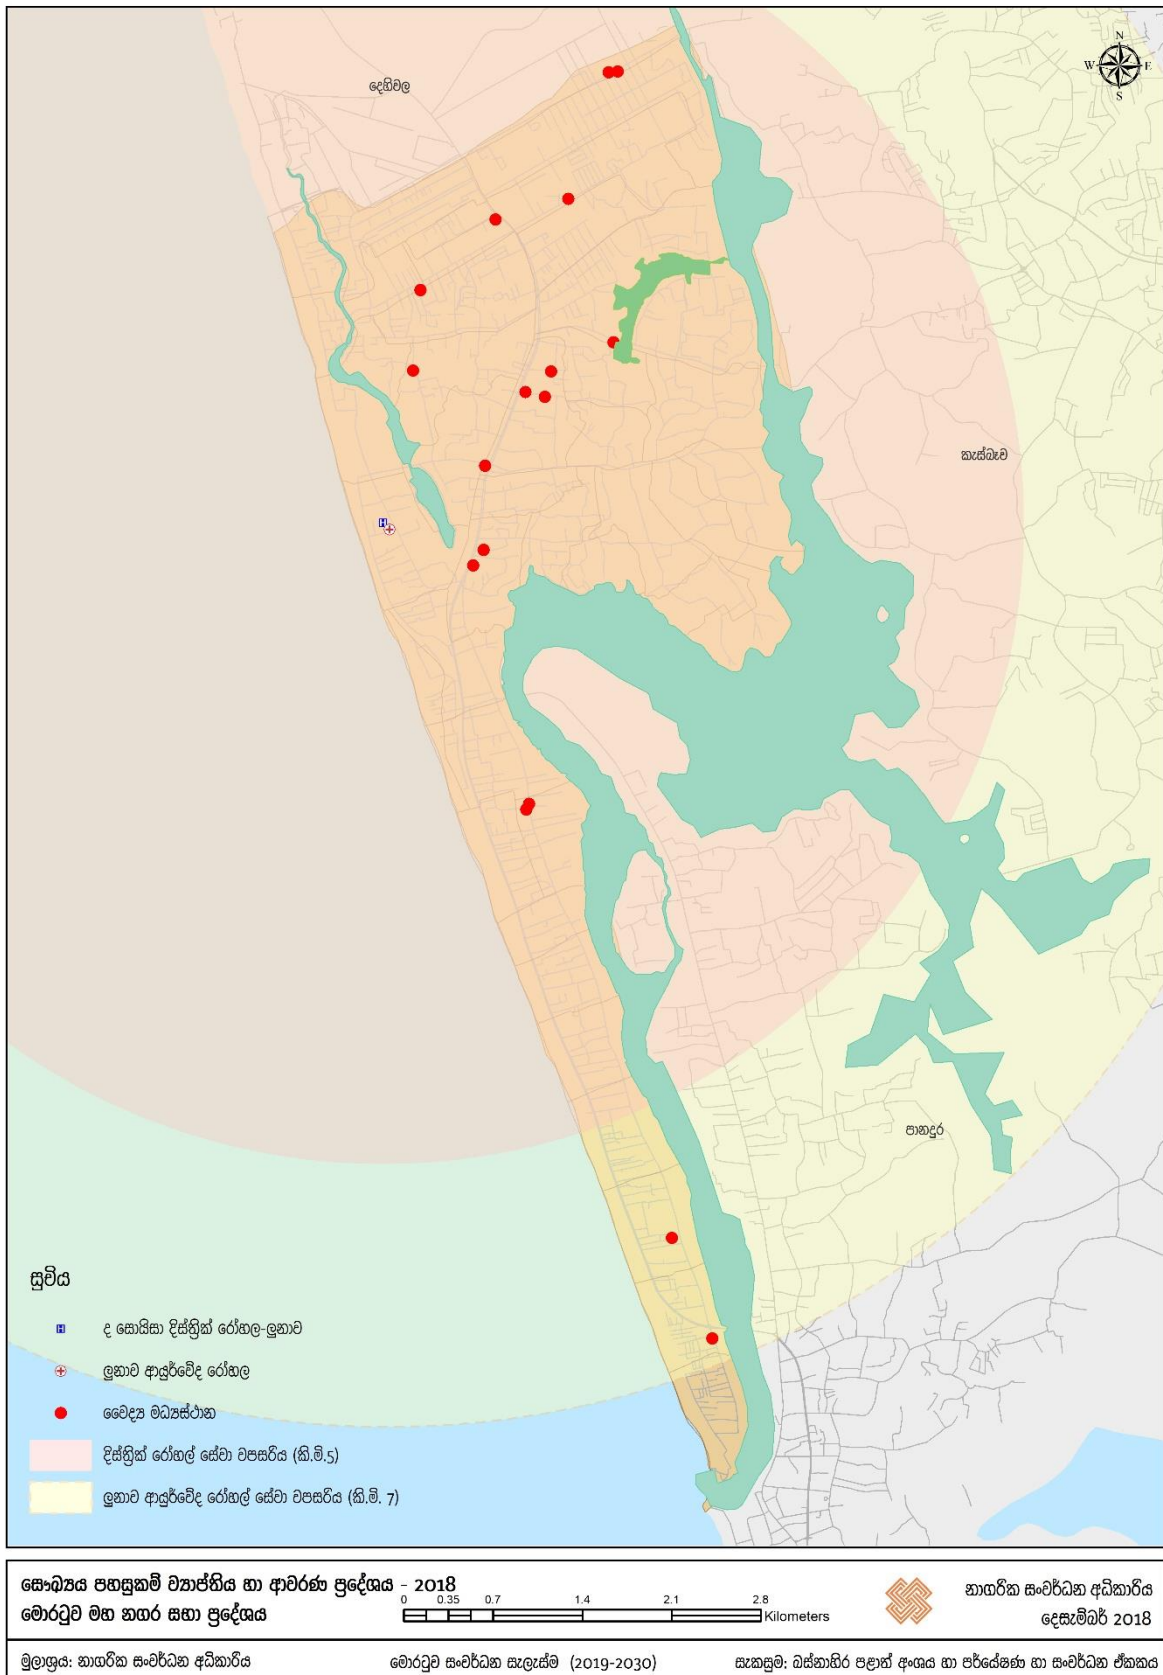 N
W E
S
දෙහිවල
කැස්බෑව
පානදුර
සූචිය
ද සොයිසා දිස්ත්‍රික් රෝහල-ලුනාව
ලුනාව ආයුර්වේද රෝහල
වෛද්‍ය මධ්‍යස්ථාන
දිස්ත්‍රික් රෝහල් සේවා ව්‍යපසරිය (කි.මි.5)
ලුනාව ආයුර්වේද රෝහල් සේවා ව්‍යපසරිය (කි.මි. 7)
සෞඛ්‍යය පහසුකම් ව්‍යාප්තිය හා ආවරණ ප්‍රදේශය - 2018
මොරටුව මහ නගර සභා ප්‍රදේශය
0 0.35 0.7 1.4 2.1 2.8
Kilometers
නාගරික සංවර්ධන අධිකාරිය
දෙසැම්බර් 2018
මූලාශ්‍රය: නාගරික සංවර්ධන අධිකාරිය
මොරටුව සංවර්ධන සැලැස්ම (2019-2030)
සැකසුම: බස්නාහිර පළාත් අංශය හා පර්යේෂණ හා සංවර්ධන ඒකකය